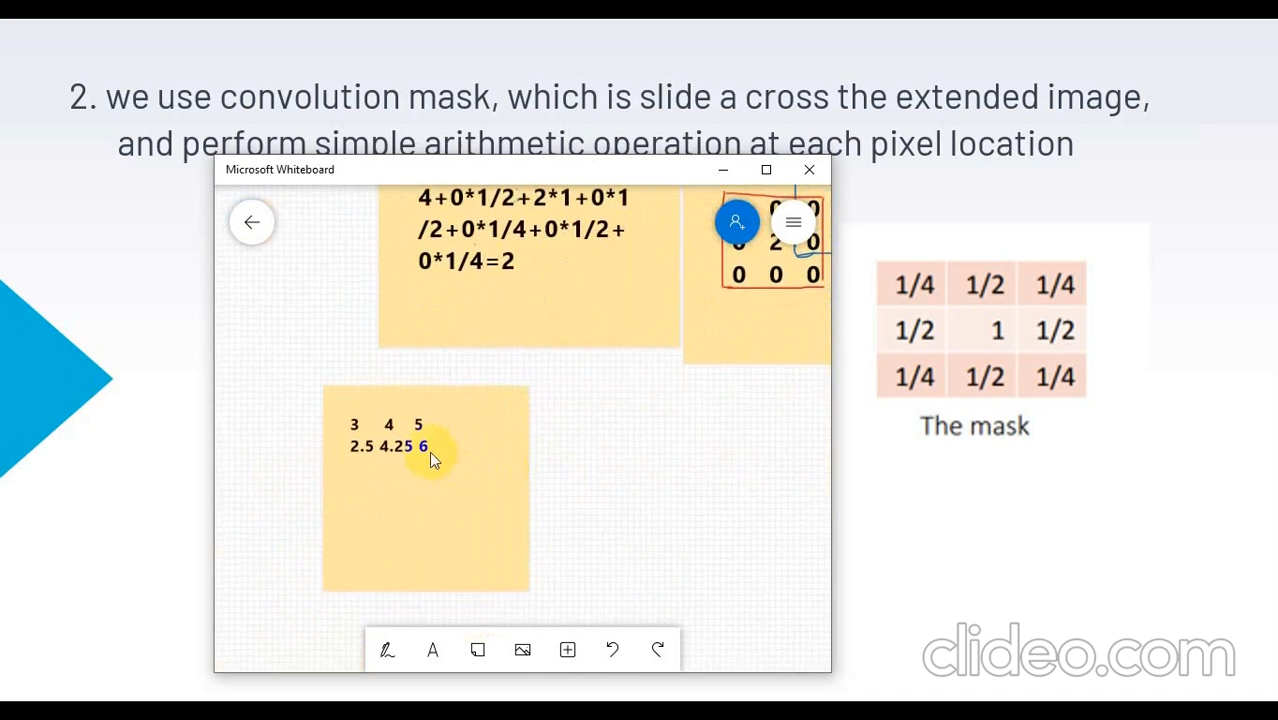 2. we use convolution mask, which is slide a cross the extended image,
and perform simple arithmetic operation at each pixel location
Microsoft Whiteboard
4+0*1/2+2*1+0*1
/2+0*1/4+0*1/2+
0*1/4=2
0 0
0 2 0
0 0 0
1/4 1/2 1/4
1/2 1 1/2
1/4 1/2 1/4
The mask
3 4 5
2.5 4.25 6
A
clideo.com